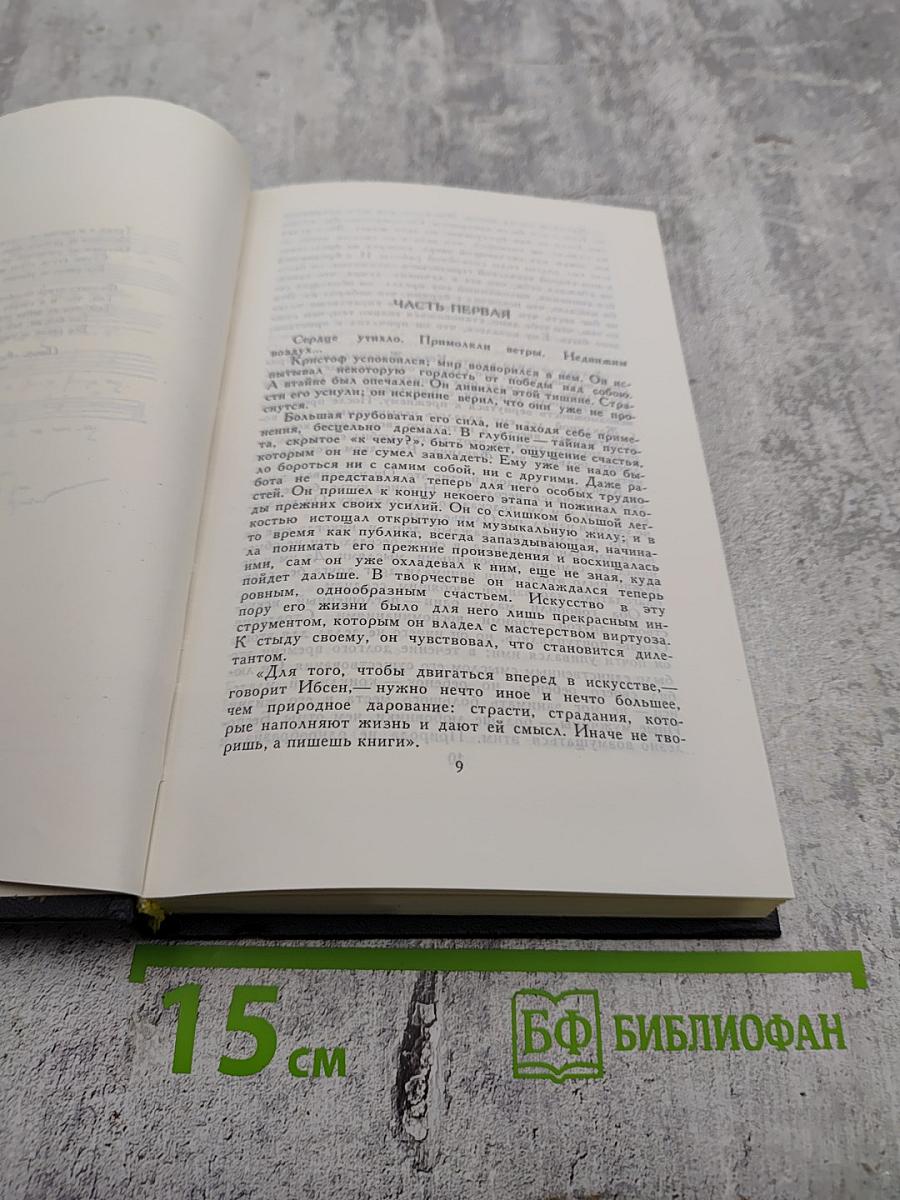 ЧАСТЬ ПЕРВАЯ
Сердце утихло. Примолкли ветры. Недвижим
воздух...
Кристоф успокоился; мир водворился в нем. Он ис-
пытывал некоторую гордость от победы над собою.
А втайне был опечален. Он дивился этой тишине. Стра-
сти его уснули; он искренне верил, что они уже не про-
снутся.
Большая грубоватая его сила, не находя себе приме-
нения, бесцельно дремала. В глубине — тайная пусто-
та, скрытое «к чему?», быть может, ощущение счастья,
которым он не сумел завладеть. Ему уже не надо бы-
ло бороться ни с самим собой, ни с другими. Даже ра-
бота не представляла теперь для него особых трудно-
стей. Он пришел к концу некоего этапа и пожинал пло-
ды прежних своих усилий. Он со слишком большой лег-
костью истощал открытую им музыкальную жилу; и в
то время как публика, всегда запаздывающая, начина-
ла понимать его прежние произведения и восхищалась
ими, сам он уже охладевал к ним, еще не зная, куда
пойдет дальше. В творчестве он наслаждался теперь
ровным, однообразным счастьем. Искусство в эту
пору его жизни было для него лишь прекрасным ин-
струментом, которым он владел с мастерством виртуоза.
К стыду своему, он чувствовал, что становится диле-
тантом.
«Для того, чтобы двигаться вперед в искусстве,—
говорит Ибсен,— нужно нечто иное и нечто большее,
чем природное дарование: страсти, страдания, кото-
рые наполняют жизнь и дают ей смысл. Иначе не тво-
ришь, а пишешь книги».
9
15 см
БФ БИБЛИОФАН